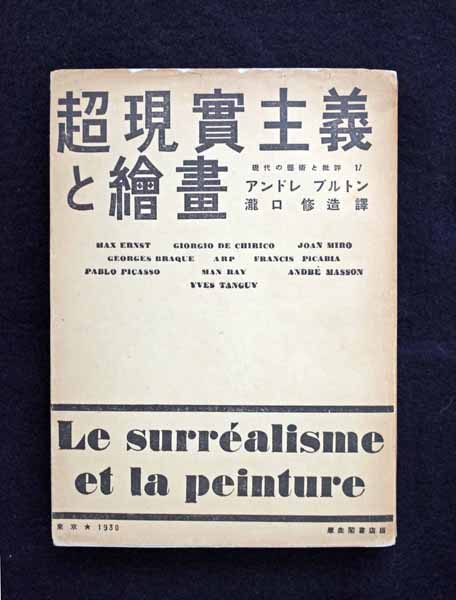 超現實主義
と繪畫
現代の藝術と批評 17
アンドレ ブルトン
瀧口修造譯
MAX ERNST GIORGIO DE CHIRICO JOAN MIRO
GEORGES BRAQUE ARP FRANCIS PICABIA
PABLO PICASSO MAN RAY ANDRÉ MASSON
YVES TANGUY
Le surréalisme
et la peinture
東京 ★ 1930
厚生閣書店版